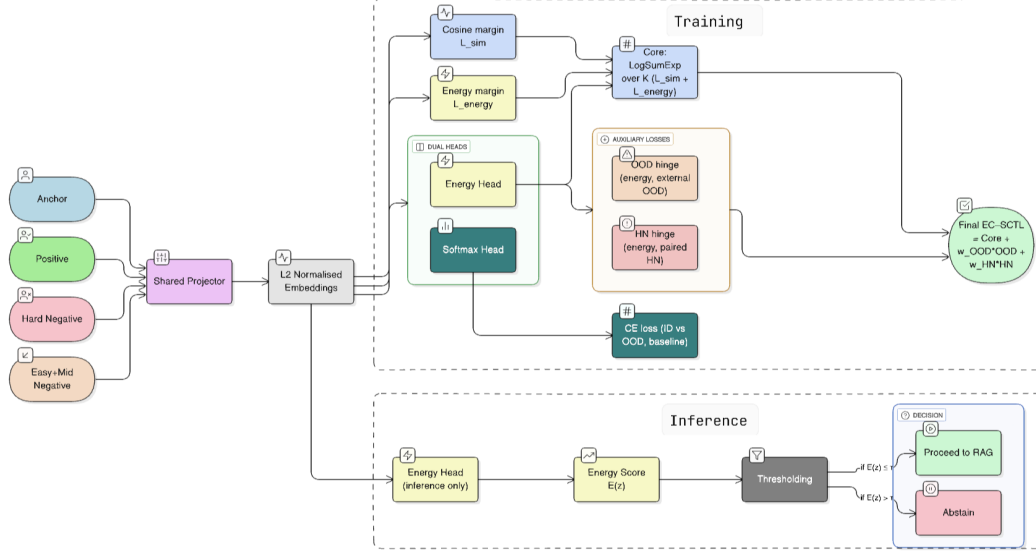 Training
Cosine margin
L_sim
Energy margin
L_energy
Core:
LogSumExp
over K (L_sim +
L_energy)
DUAL HEADS
Energy Head
Softmax Head
AUXILIARY LOSSES
OOD hinge
(energy, external
OOD)
HN hinge
(energy, paired
HN)
CE loss (ID vs
OOD, baseline)
Final EC-SCTL
= Core +
w_OOD*OOD +
w_HN*HN
Anchor
Positive
Hard Negative
Easy+Mid
Negative
Shared Projector
L2 Normalised
Embeddings
Inference
Energy Head
(inference only)
Energy Score
E(z)
Thresholding
if E(z) ≤
if E(z) >
DECISION
Proceed to RAG
Abstain